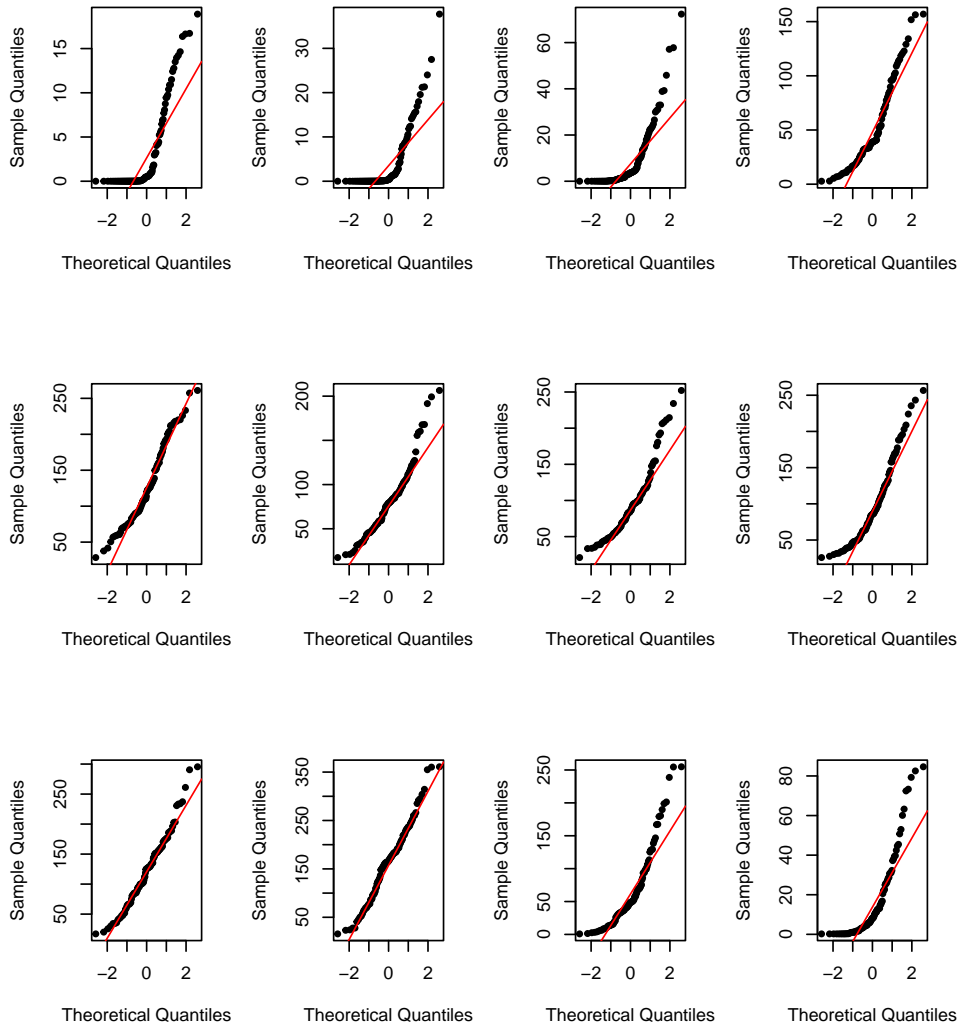 Sample Quantiles
0 5 10 15
−2 0 2
Theoretical Quantiles
Sample Quantiles
0 10 20 30
−2 0 2
Theoretical Quantiles
Sample Quantiles
0 20 40 60
−2 0 2
Theoretical Quantiles
Sample Quantiles
0 50 100 150
−2 0 2
Theoretical Quantiles
Sample Quantiles
50 150 250
−2 0 2
Theoretical Quantiles
Sample Quantiles
50 100 200
−2 0 2
Theoretical Quantiles
Sample Quantiles
50 150 250
−2 0 2
Theoretical Quantiles
Sample Quantiles
50 150 250
−2 0 2
Theoretical Quantiles
Sample Quantiles
50 150 250
−2 0 2
Theoretical Quantiles
Sample Quantiles
50 150 250 350
−2 0 2
Theoretical Quantiles
Sample Quantiles
0 50 150 250
−2 0 2
Theoretical Quantiles
Sample Quantiles
0 20 40 60 80
−2 0 2
Theoretical Quantiles